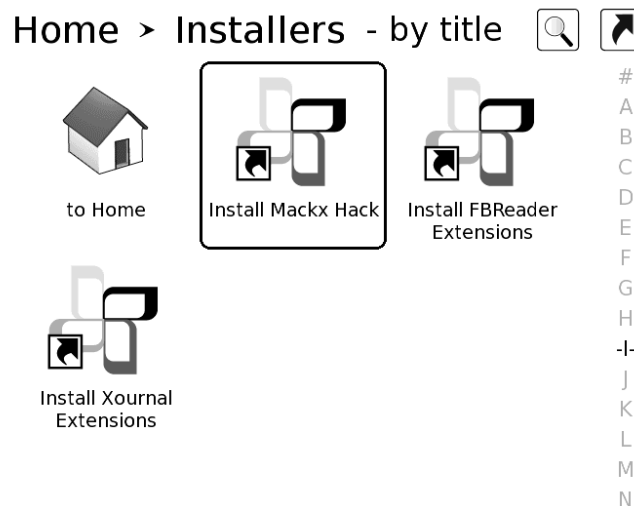 Home ➤ Installers - by title
to Home
Install Mackx Hack
Install FBReader
Extensions
Install Xournal
Extensions
#
A
B
C
D
E
F
G
H
-I-
J
K
L
M
N